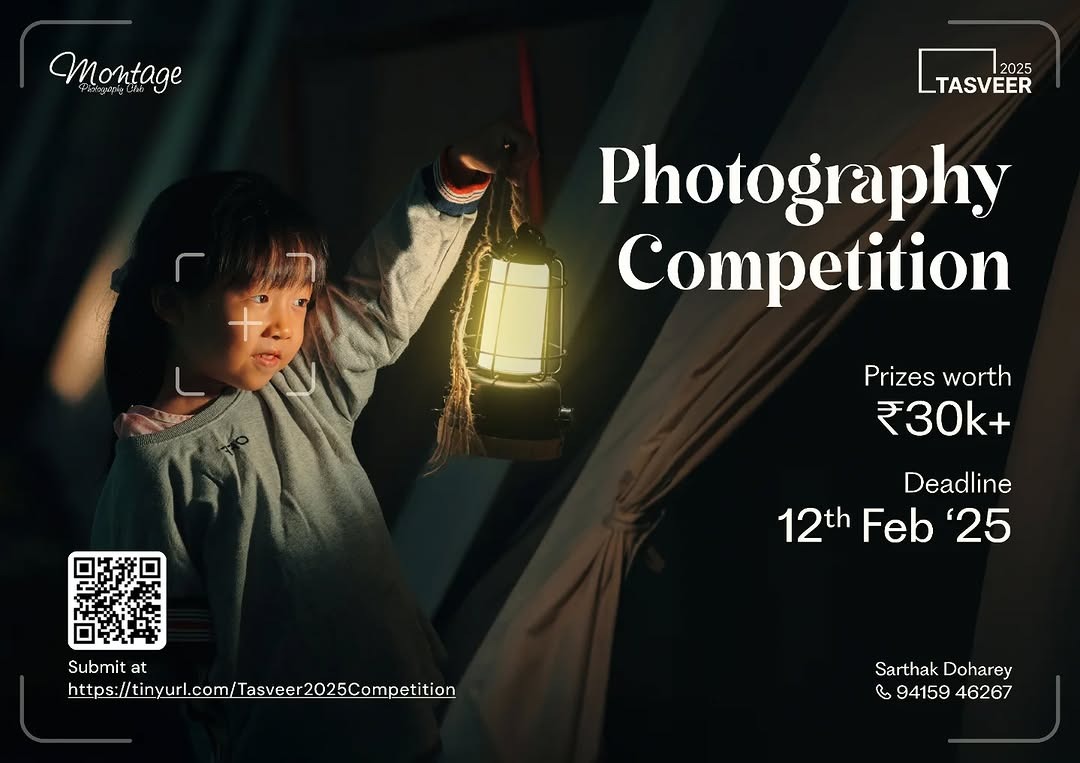 Montage
Photography Club
2025
TASVEER
Photography
Competition
Prizes worth
₹30k+
Deadline
12th Feb ‘25
Submit at
https://tinyurl.com/Tasveer2025Competition
Sarthak Doharey
94159 46267